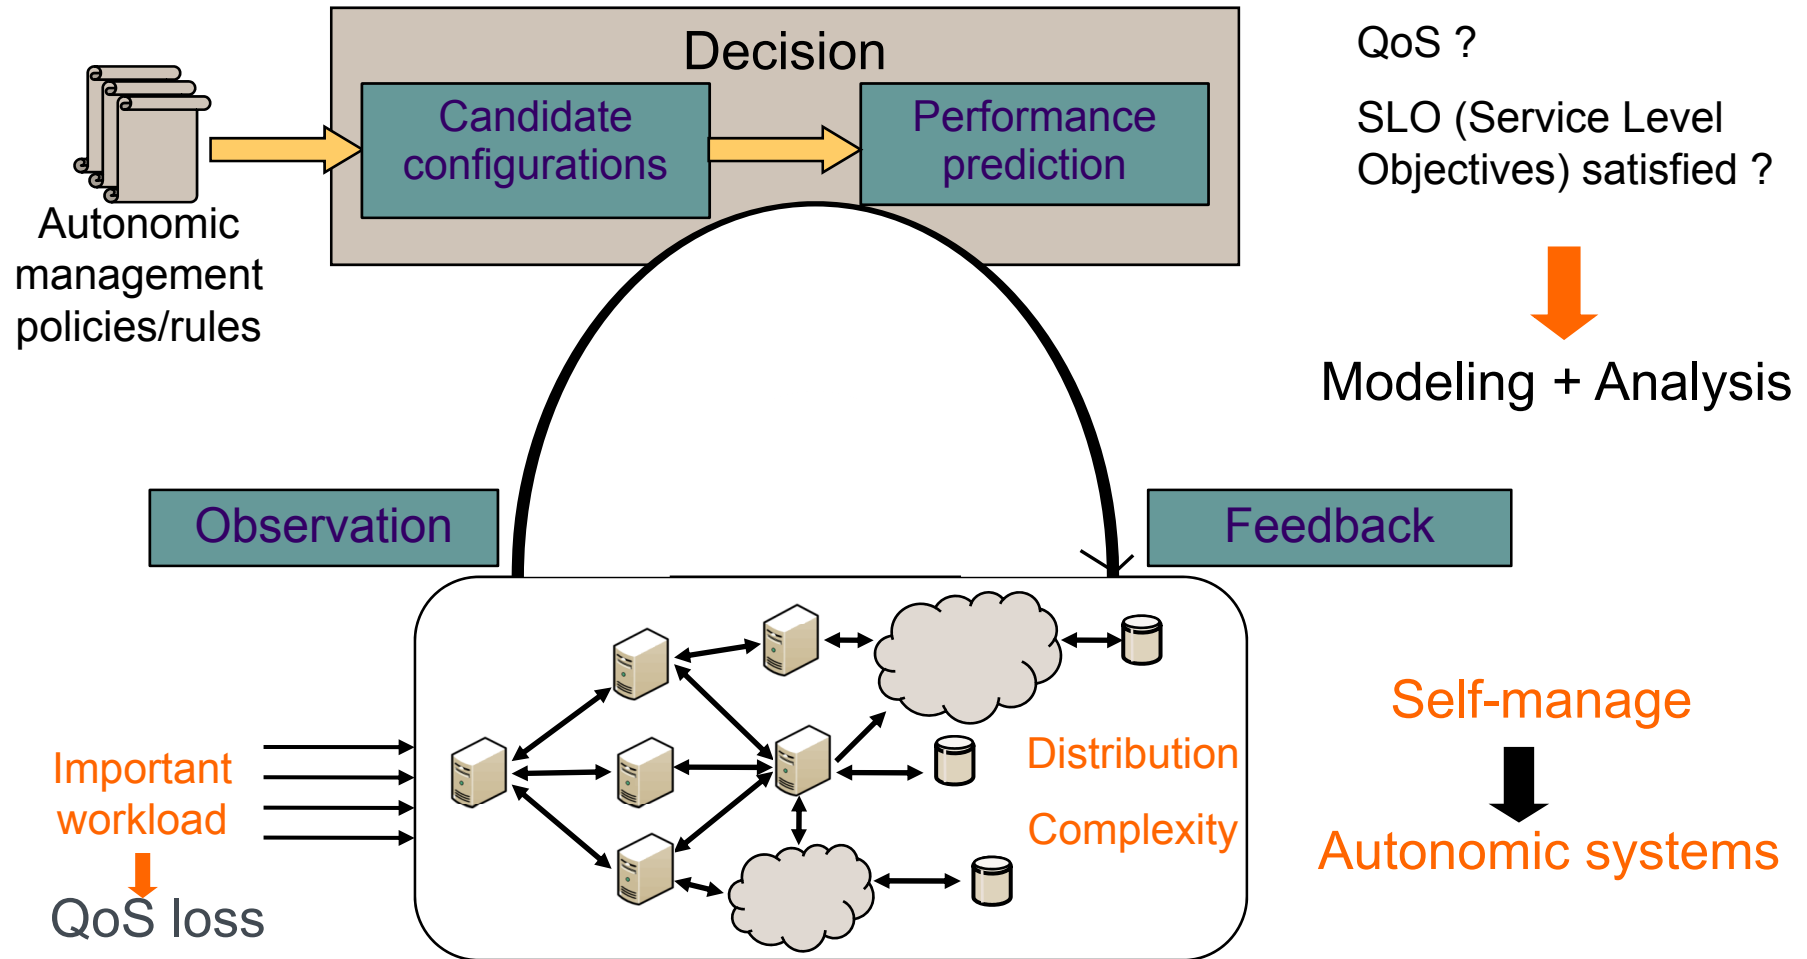 Decision
Candidate
configurations
Performance
prediction
Autonomic
management
policies/rules
QoS ?
SLO (Service Level
Objectives) satisfied ?
Modeling + Analysis
Observation
Feedback
Important
workload
QoS loss
Distribution
Complexity
Self-manage
Autonomic systems